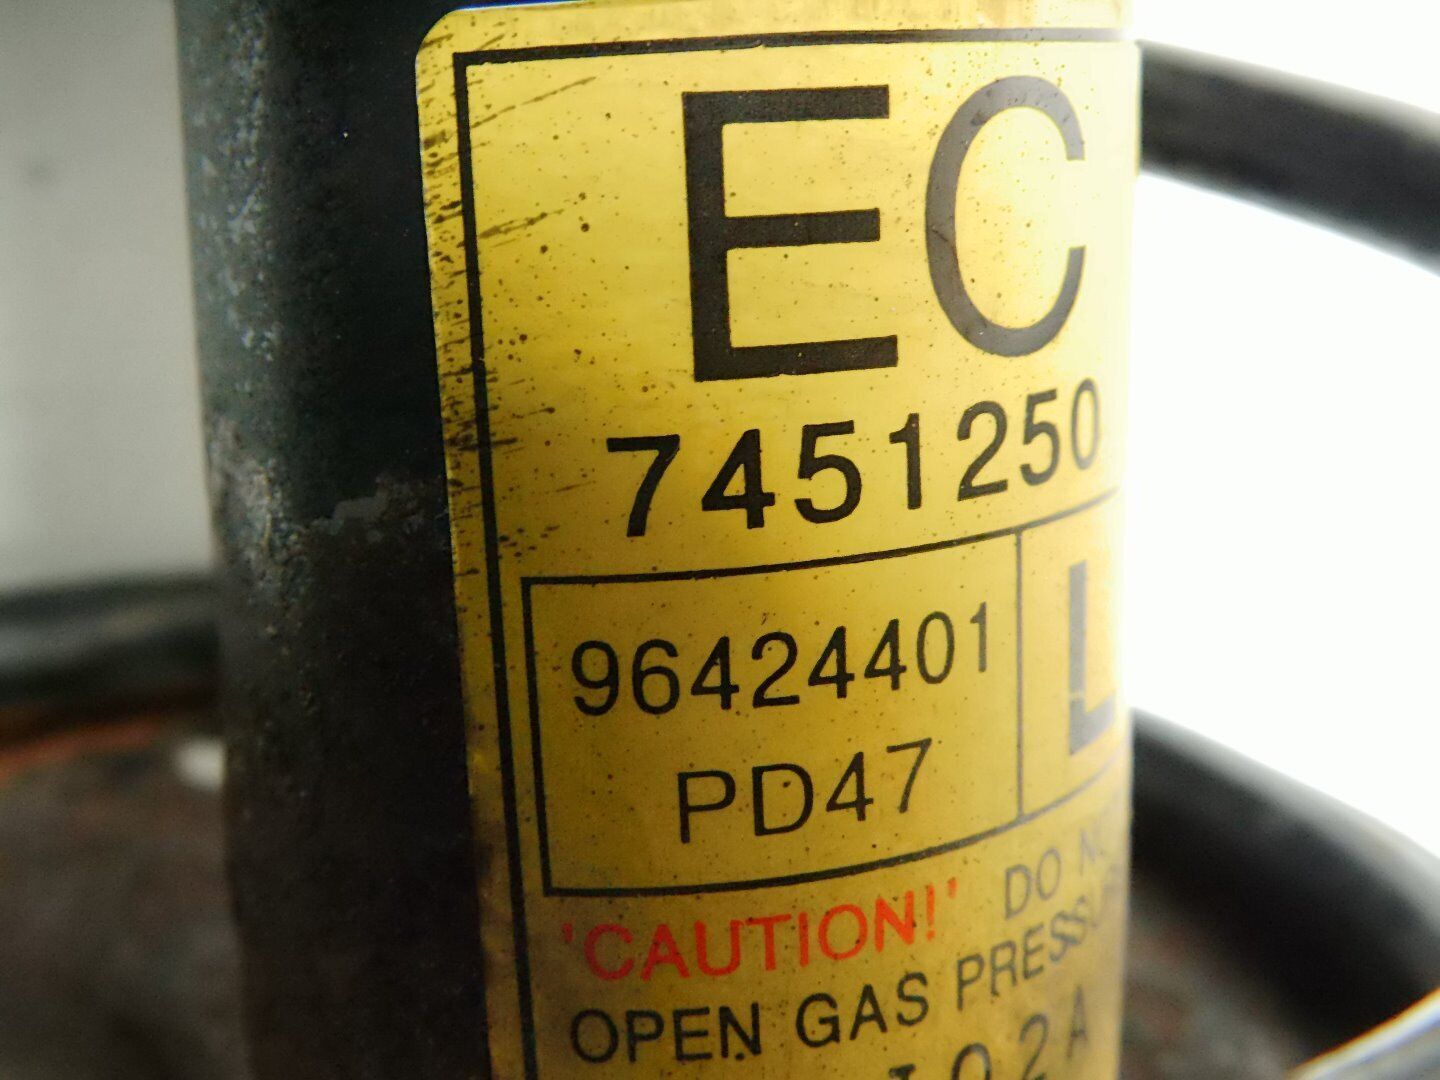 EC
7451250
96424401 L
PD47
'CAUTION!' DO
OPEN GAS